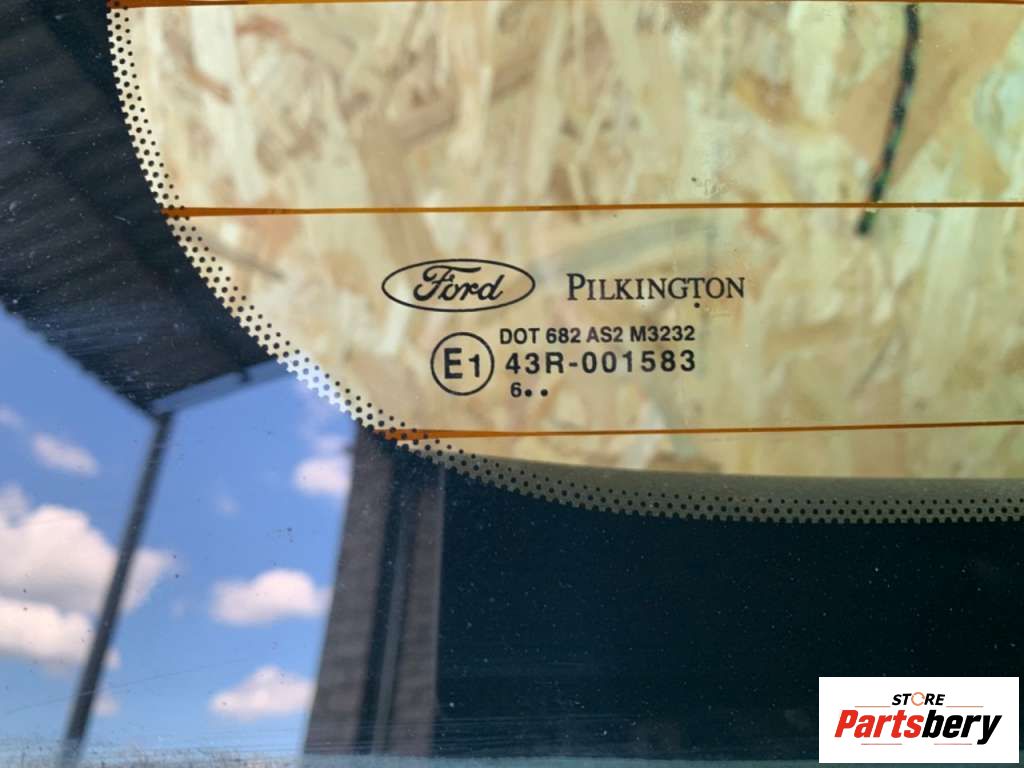 Ford PILKINGTON
DOT 682 AS2 M3232
E1 43R-001583
6••
STORE
Partsbery